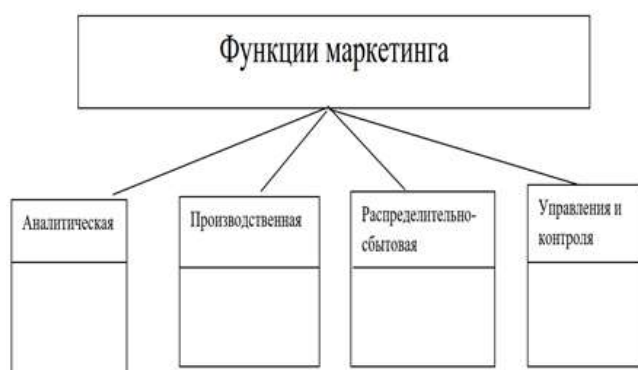 Функции маркетинга
Аналитическая
Производственная
Распределительно-
сбытовая
Управления и
контроля